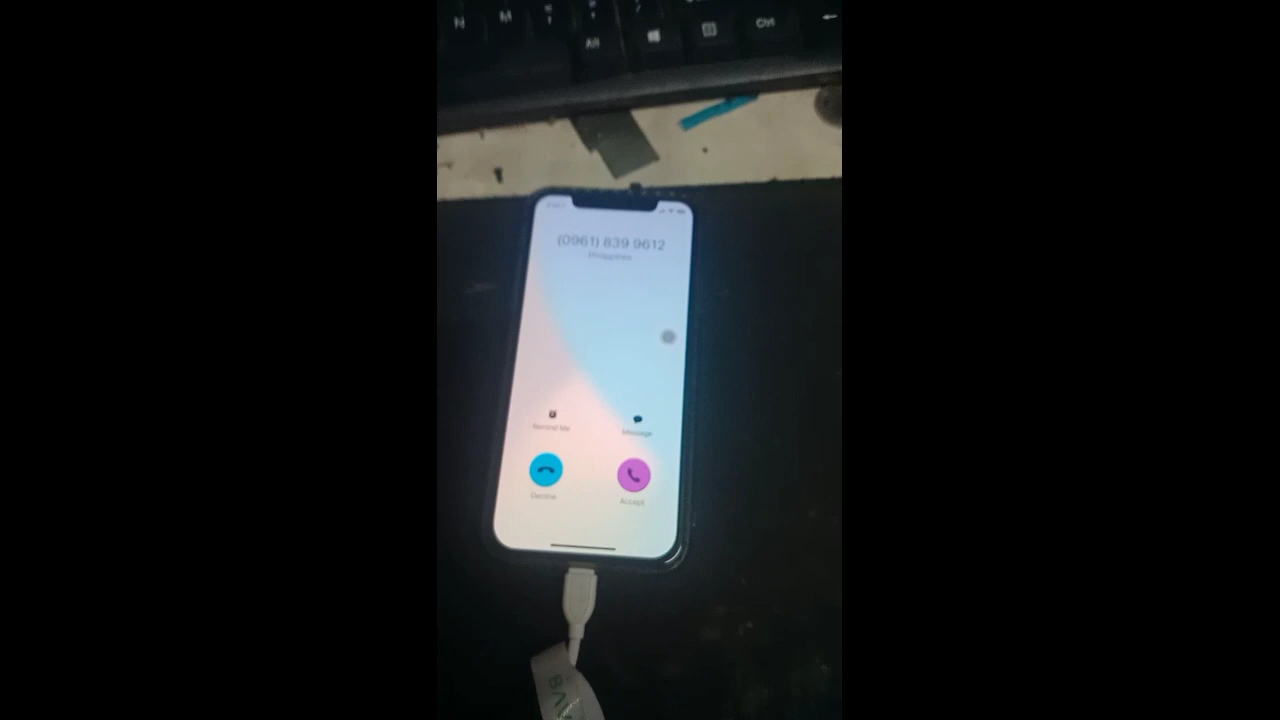 N M
Alt Ctrl
(0961) 839 9612
Philippines
Remind Me Message
Decline Accept